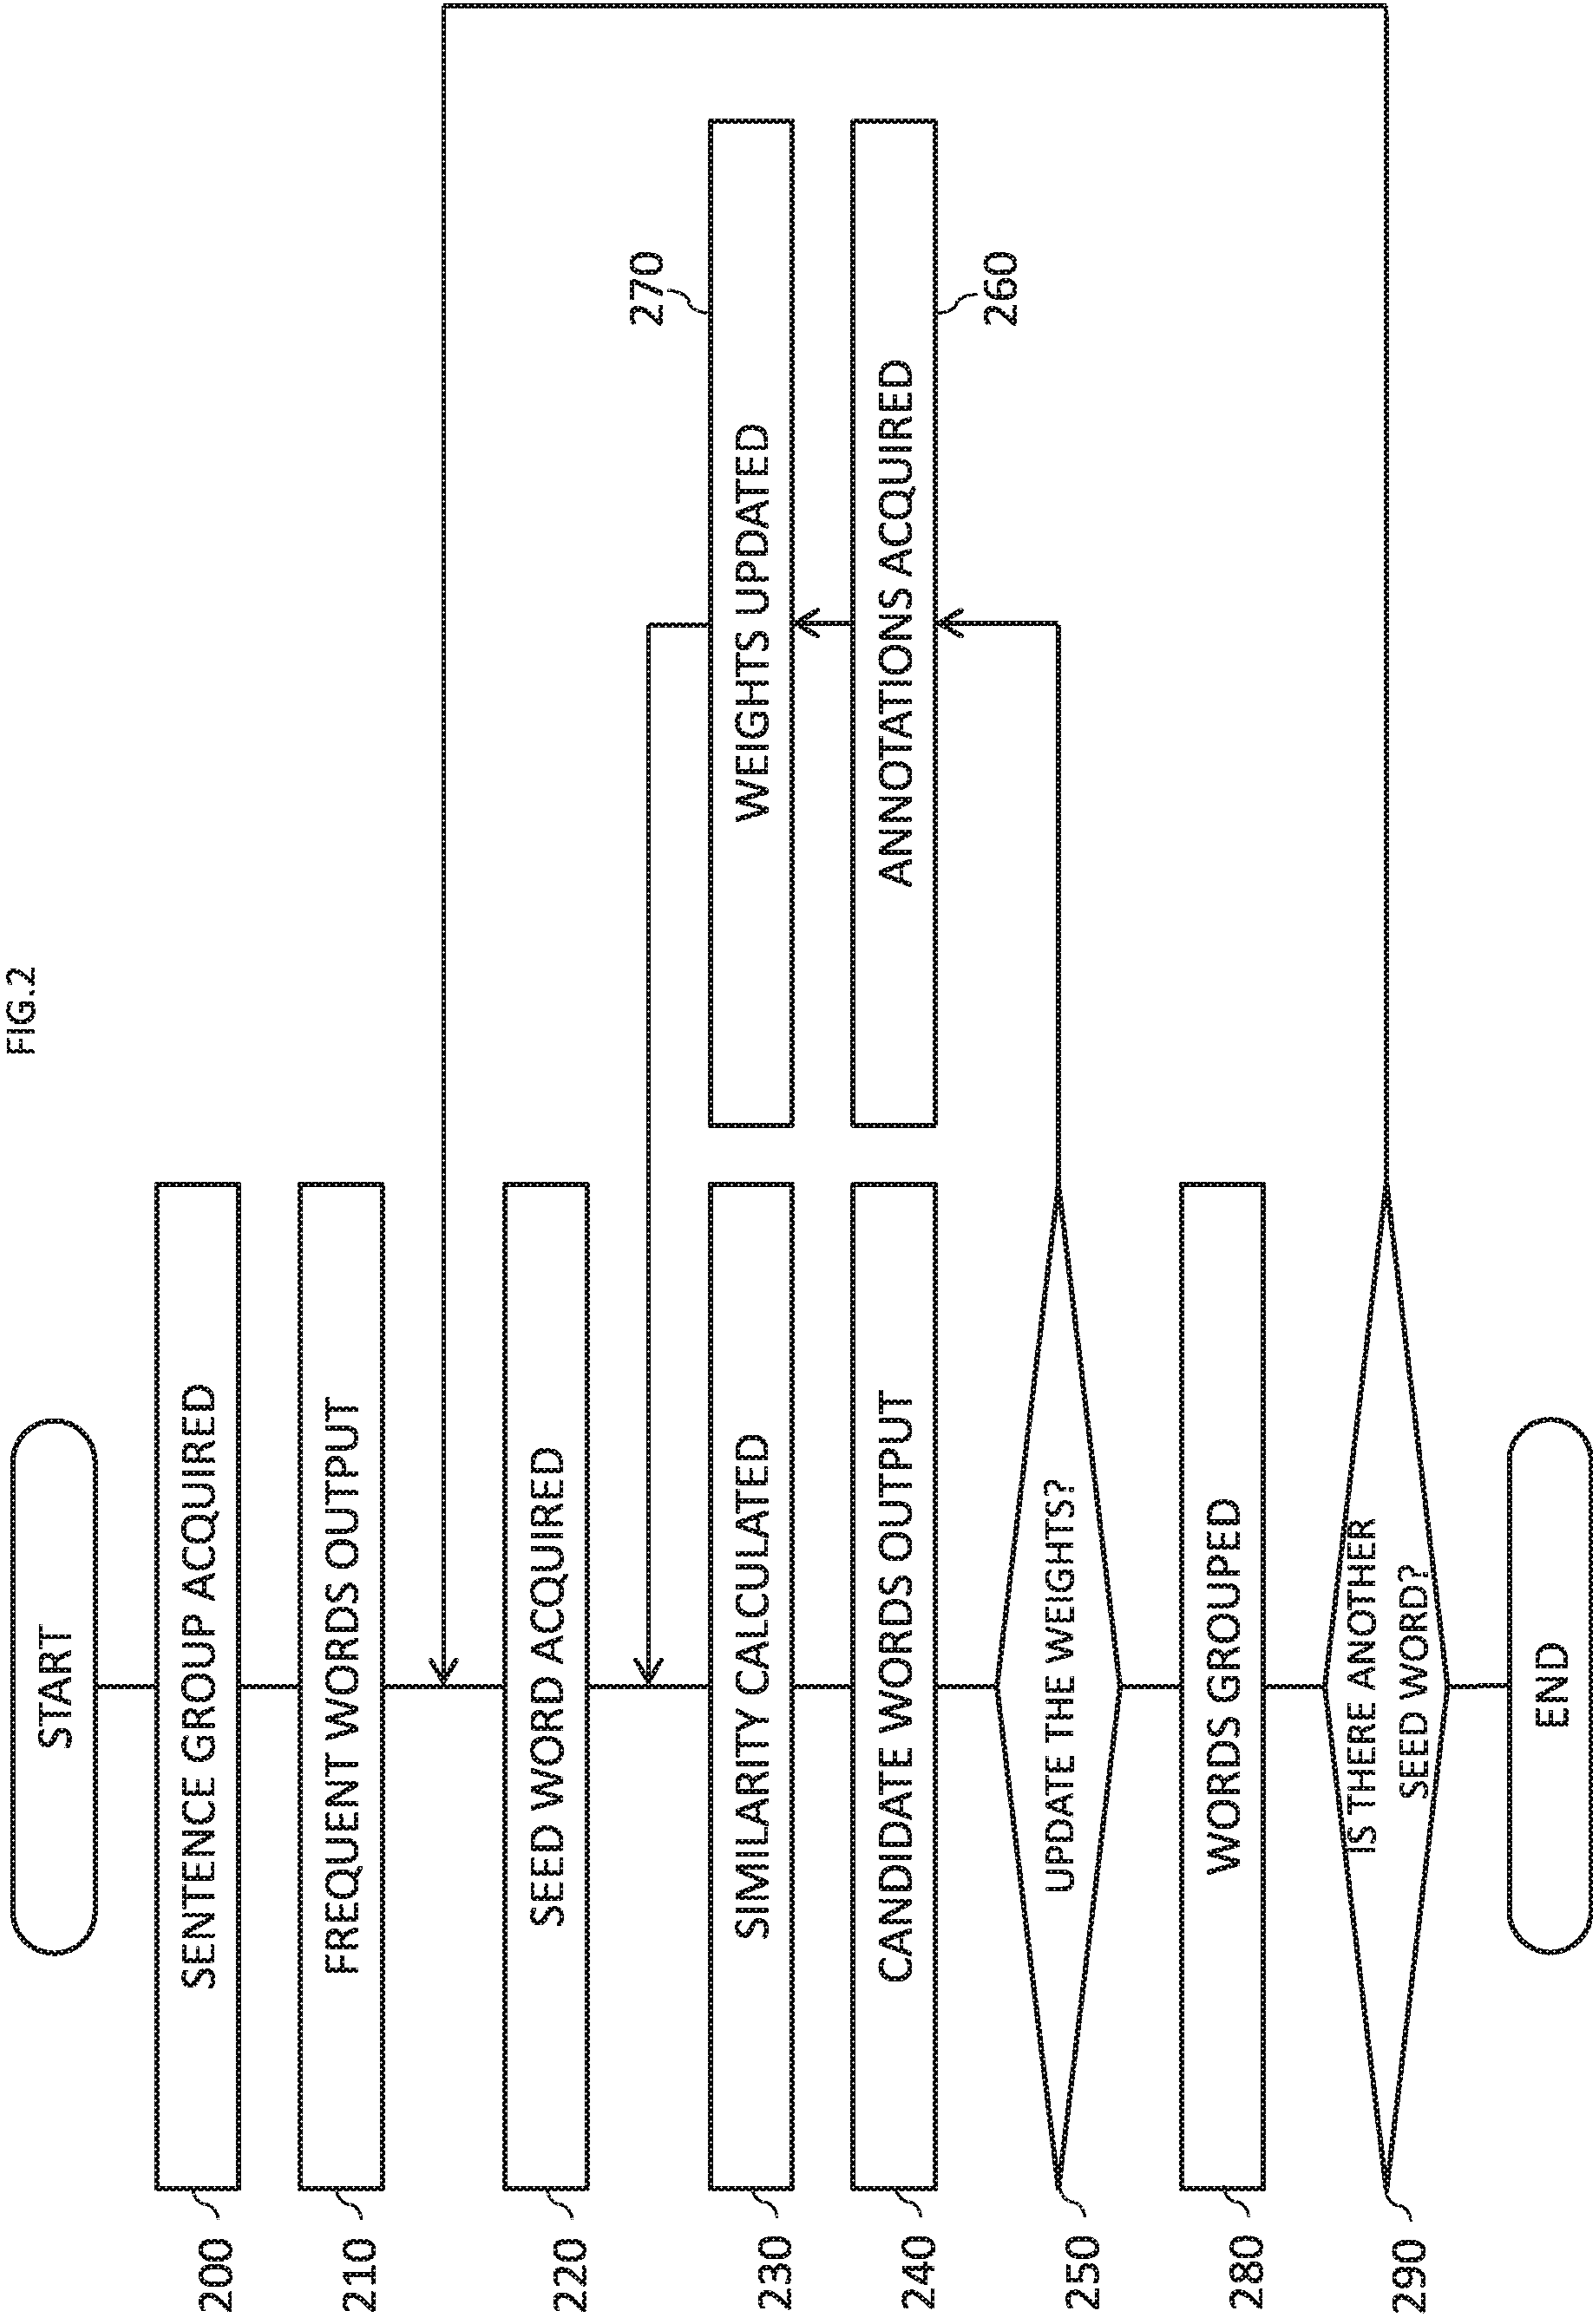 FIG.2
START
200
SENTENCE GROUP ACQUIRED
210
FREQUENT WORDS OUTPUT
220
SEED WORD ACQUIRED
230
SIMILARITY CALCULATED
WEIGHTS UPDATED
270
240
CANDIDATE WORDS OUTPUT
ANNOTATIONS ACQUIRED
260
250
UPDATE THE WEIGHTS?
280
WORDS GROUPED
290
IS THERE ANOTHER
SEED WORD?
END